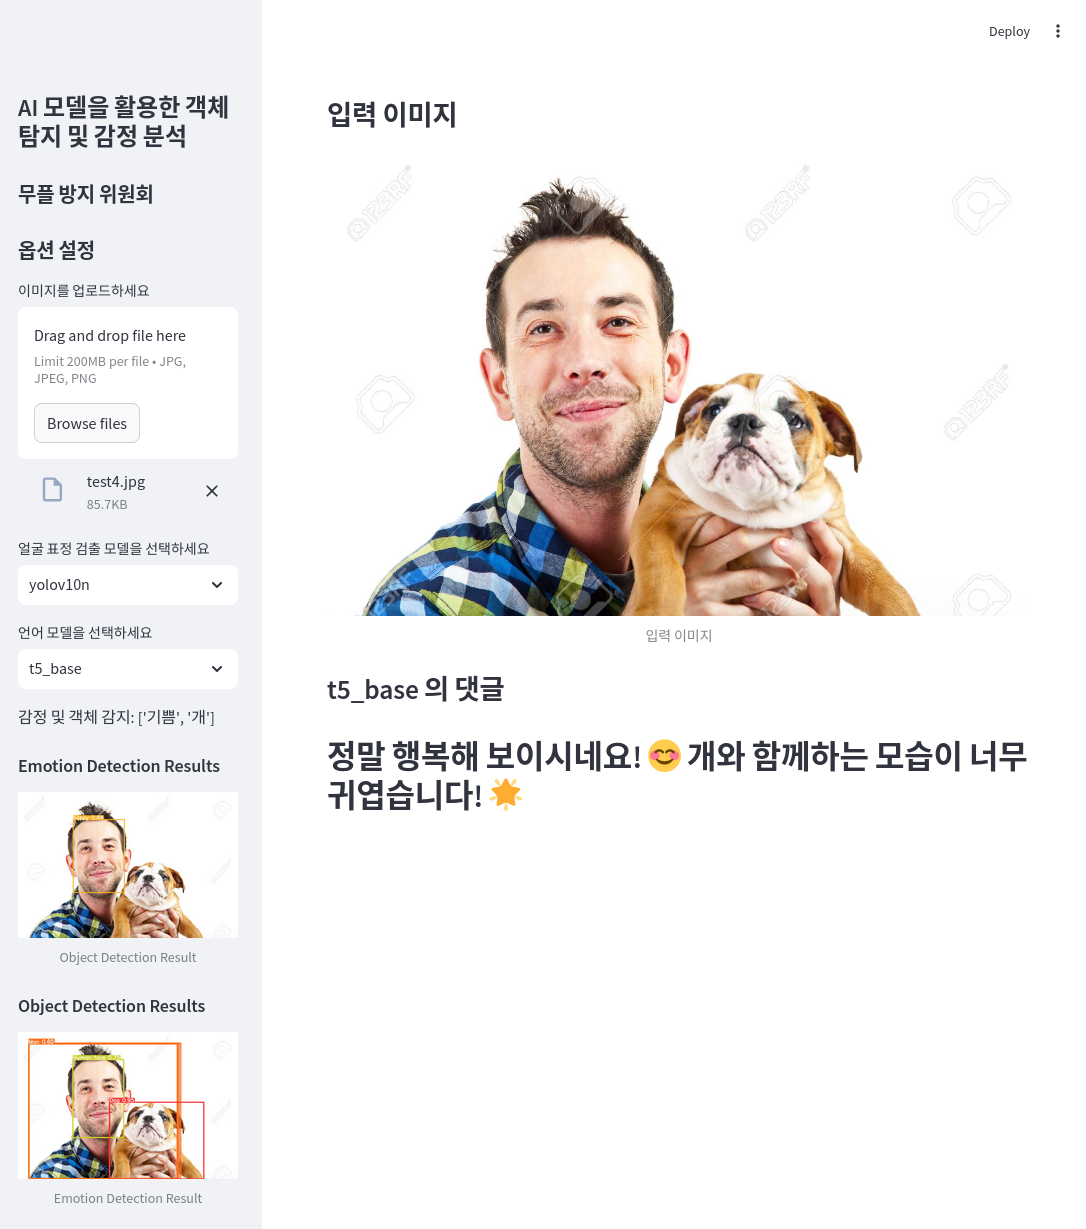 Deploy
AI 모델을 활용한 객체
탐지 및 감정 분석
무플 방지 위원회
옵션 설정
이미지를 업로드하세요
Drag and drop file here
Limit 200MB per file • JPG,
JPEG, PNG
Browse files
test4.jpg
85.7KB
얼굴 표정 검출 모델을 선택하세요
yolov10n
언어 모델을 선택하세요
t5_base
감정 및 객체 감지: ['기쁨', '개']
Emotion Detection Results
Object Detection Result
Object Detection Results
Emotion Detection Result
입력 이미지
123RF
123RF
123RF
입력 이미지
t5_base 의 댓글
정말 행복해 보이시네요! 😊 개와 함께하는 모습이 너무
귀엽습니다! 🌟